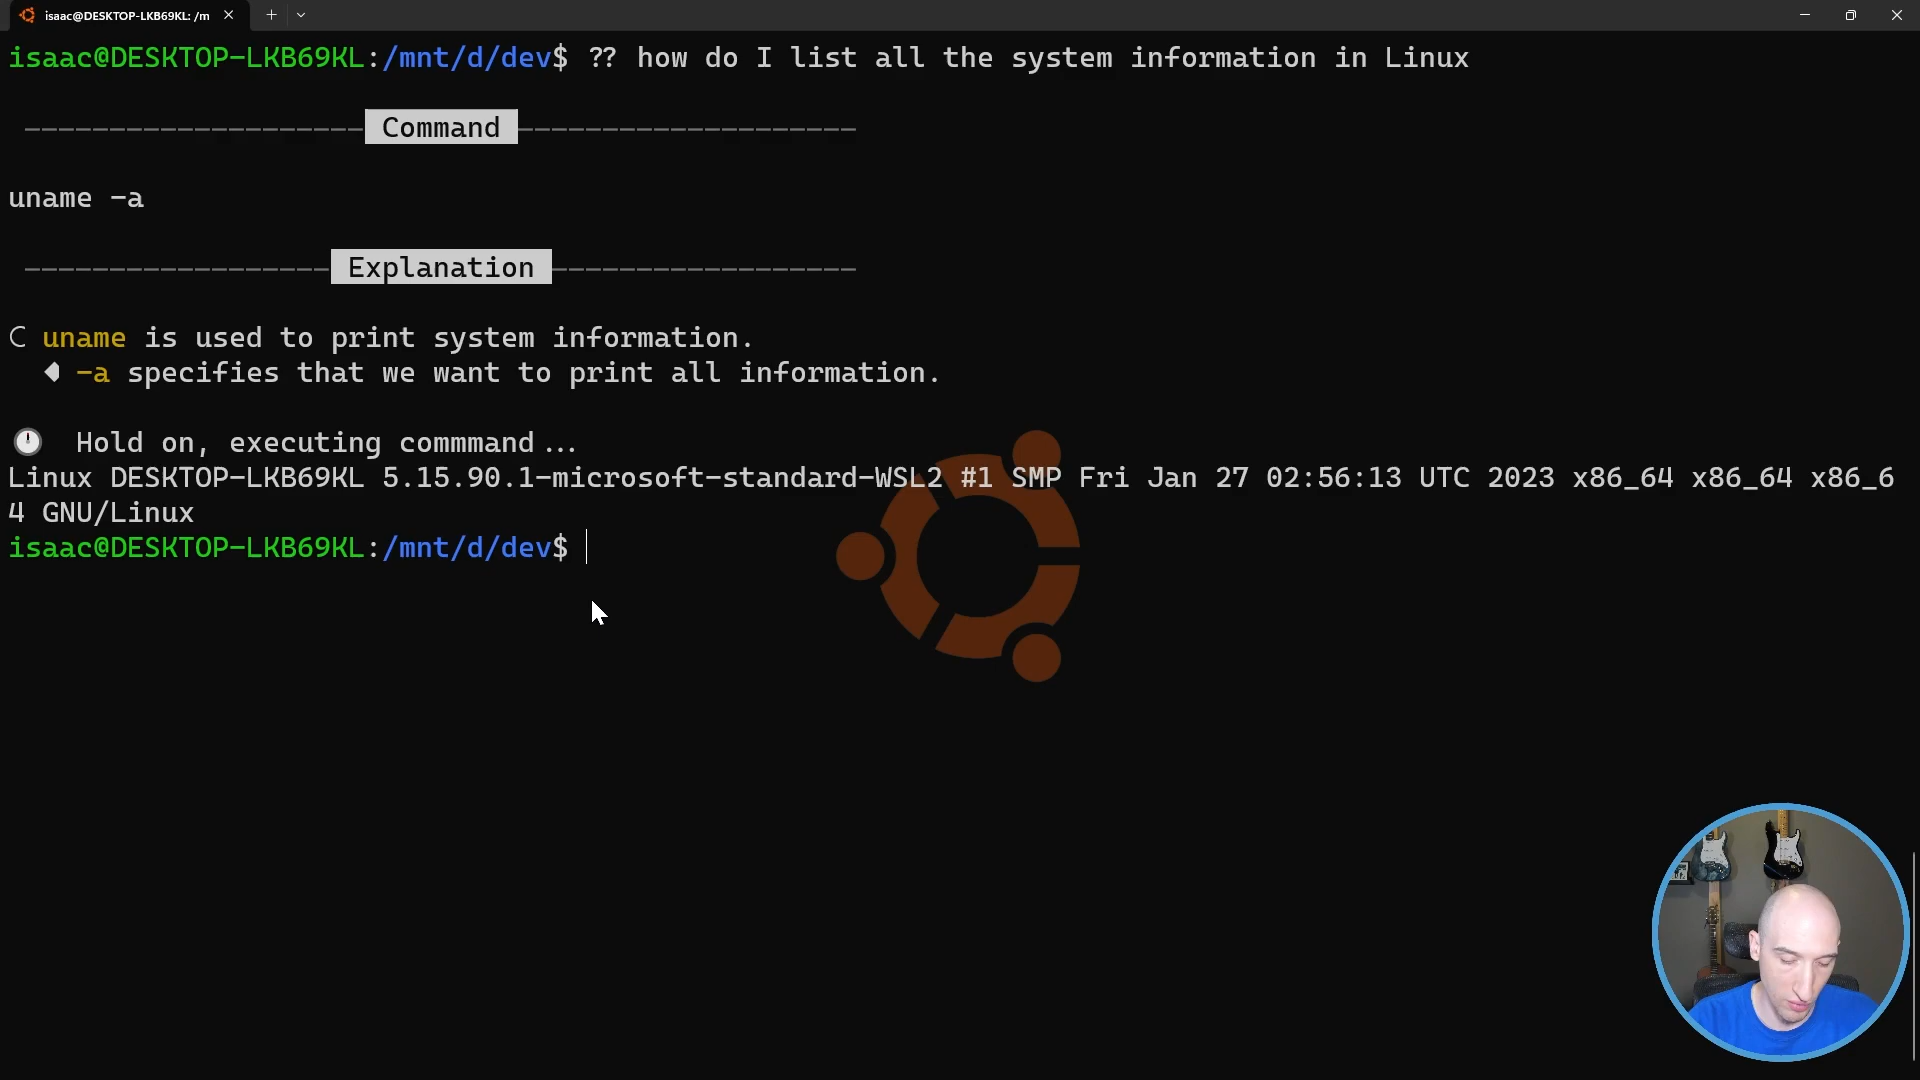 isaac@DESKTOP-LKB69KL: /m
isaac@DESKTOP-LKB69KL:/mnt/d/dev$ ?? how do I list all the system information in Linux
Command
uname -a
Explanation
uname is used to print system information.
-a specifies that we want to print all information.
Hold on, executing commmand...
Linux DESKTOP-LKB69KL 5.15.90.1-microsoft-standard-WSL2 #1 SMP Fri Jan 27 02:56:13 UTC 2023 x86_64 x86_64 x86_6
4 GNU/Linux
isaac@DESKTOP-LKB69KL:/mnt/d/dev$